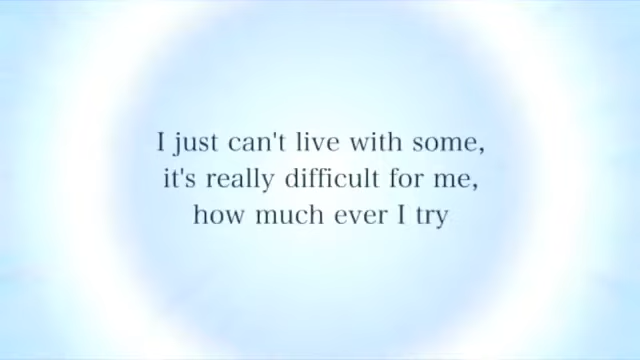 I just can't live with some,
it's really difficult for me,
how much ever I try